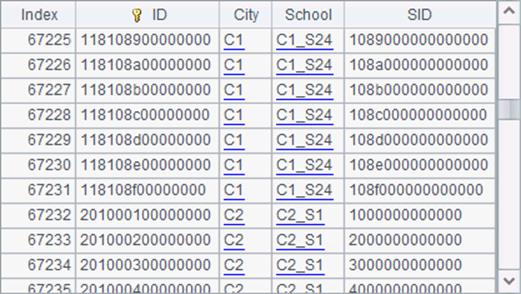 Index ID City School SID
67225 118108900000000 C1 C1_S24 1089000000000000
67226 118108a00000000 C1 C1_S24 108a000000000000
67227 118108b00000000 C1 C1_S24 108b000000000000
67228 118108c00000000 C1 C1_S24 108c000000000000
67229 118108d00000000 C1 C1_S24 108d000000000000
67230 118108e00000000 C1 C1_S24 108e000000000000
67231 118108f00000000 C1 C1_S24 108f000000000000
67232 201000100000000 C2 C2_S1 1000000000000
67233 201000200000000 C2 C2_S1 2000000000000
67234 201000300000000 C2 C2_S1 3000000000000
67235 201000400000000 C2 C2_S1 4000000000000